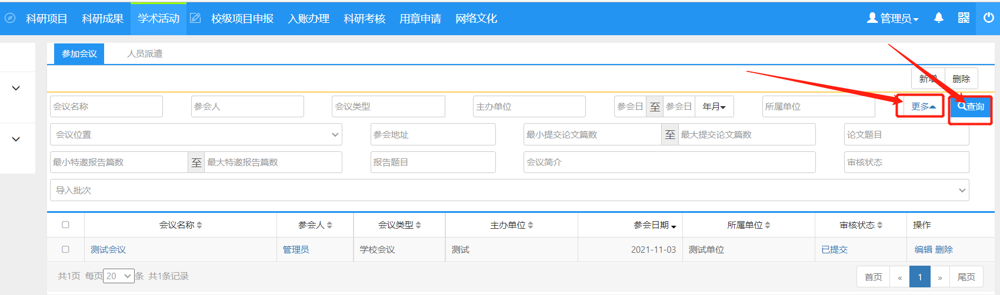 科研项目 科研成果 学术活动 校级项目申报 入账办理 科研考核 用章申请 网络文化 管理员
参加会议 人员派遣
新增 删除
会议名称 参会人 会议类型 主办单位 参会日 至 参会日 年月 所属单位 更多 查询
会议位置 参会地址 最小提交论文篇数 至 最大提交论文篇数 论文题目
最小特邀报告篇数 至 最大特邀报告篇数 报告题目 会议简介 审核状态
导入批次
会议名称 参会人 会议类型 主办单位 参会日期 所属单位 审核状态 操作
测试会议 管理员 学校会议 测试 2021-11-03 测试单位 已提交 编辑 删除
共1页 每页 20 条 共1条记录 首页 « 1 » 尾页